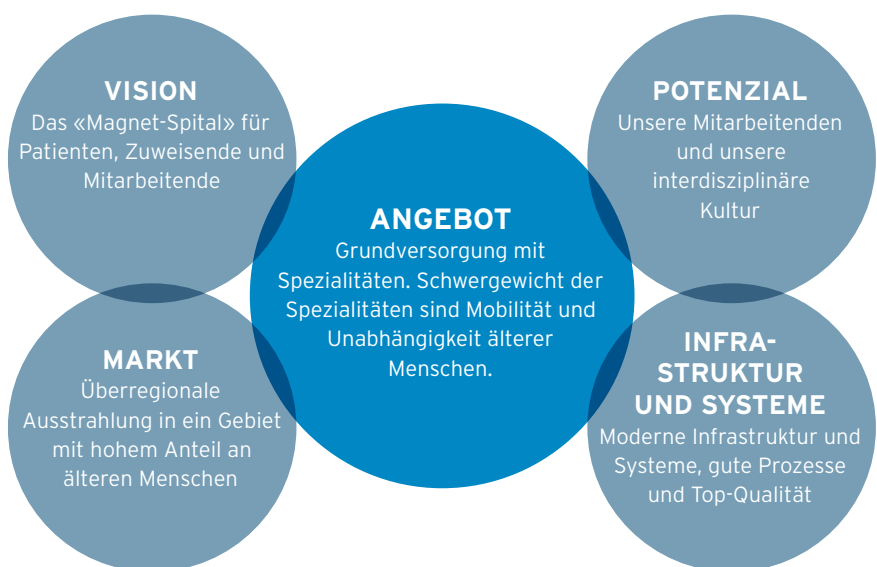 VISION
Das «Magnet-Spital» für
Patienten, Zuweisende und
Mitarbeitende
MARKT
Überregionale
Ausstrahlung in ein Gebiet
mit hohem Anteil an
älteren Menschen
ANGEBOT
Grundversorgung mit
Spezialitäten. Schwergewicht der
Spezialitäten sind Mobilität und
Unabhängigkeit älterer
Menschen.
POTENZIAL
Unsere Mitarbeitenden
und unsere
interdisziplinäre
Kultur
INFRA-
STRUKTUR
UND SYSTEME
Moderne Infrastruktur und
Systeme, gute Prozesse
und Top-Qualität